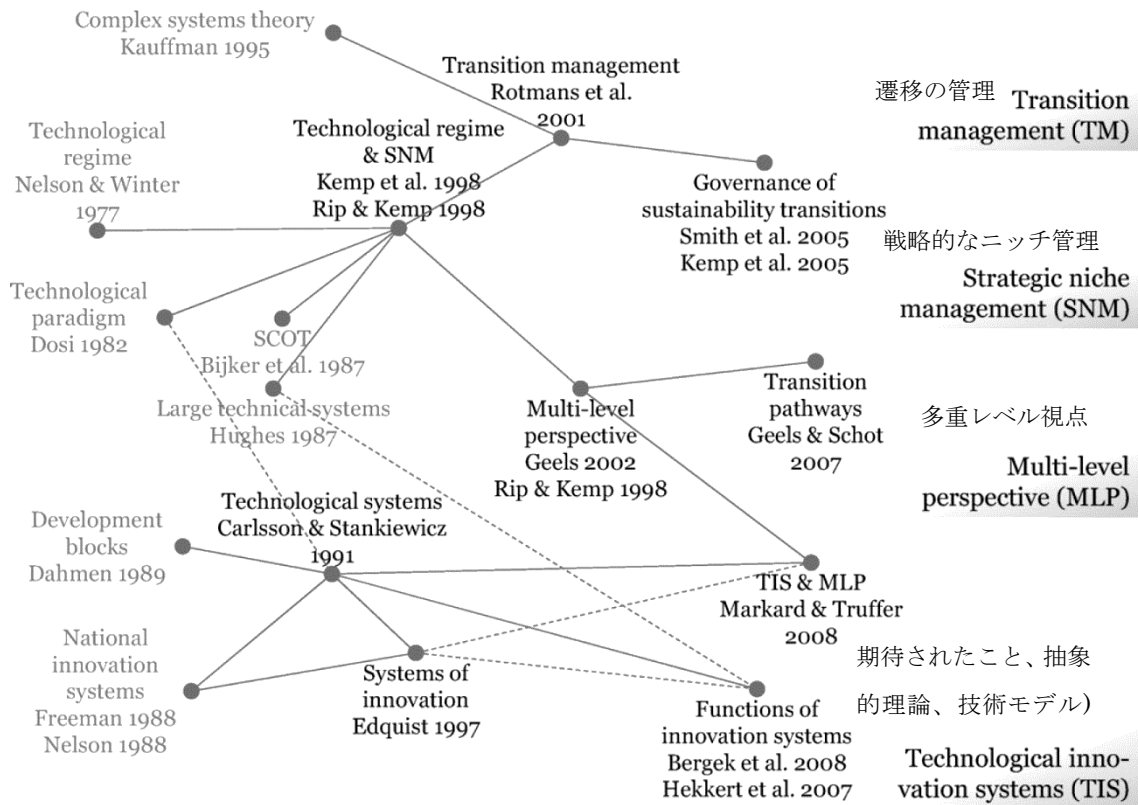 Complex systems theory
Kauffman 1995
Transition management
Rotmans et al.
2001
遷移の管理
Transition
management (TM)
Technological
regime
Nelson & Winter
1977
Technological regime
& SNM
Kemp et al. 1998
Rip & Kemp 1998
Governance of
sustainability transitions
Smith et al. 2005
Kemp et al. 2005
戦略的なニッチ管理
Strategic niche
management (SNM)
Technological
paradigm
Dosi 1982
SCOT
Bijker et al. 1987
Large technical systems
Hughes 1987
Multi-level
perspective
Geels 2002
Rip & Kemp 1998
Transition
pathways
Geels & Schot
2007
多重レベル視点
Multi-level
perspective (MLP)
Development
blocks
Dahmen 1989
Technological systems
Carlsson & Stankiewicz
1991
TIS & MLP
Markard & Truffer
2008
National
innovation
systems
Freeman 1988
Nelson 1988
Systems of
innovation
Edquist 1997
Functions of
innovation systems
Bergek et al. 2008
Hekkert et al. 2007
期待されたこと、抽象
的理論、技術モデル)
Technological inno-
vation systems (TIS)